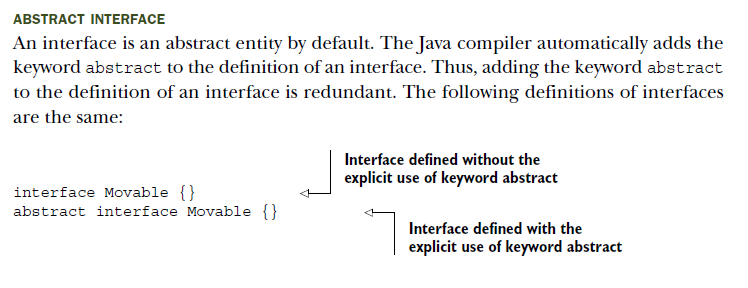 ABSTRACT INTERFACE
An interface is an abstract entity by default. The Java compiler automatically adds the
keyword abstract to the definition of an interface. Thus, adding the keyword abstract
to the definition of an interface is redundant. The following definitions of interfaces
are the same:
Interface defined without the
explicit use of keyword abstract
interface Movable {}
abstract interface Movable {}
Interface defined with the
explicit use of keyword abstract